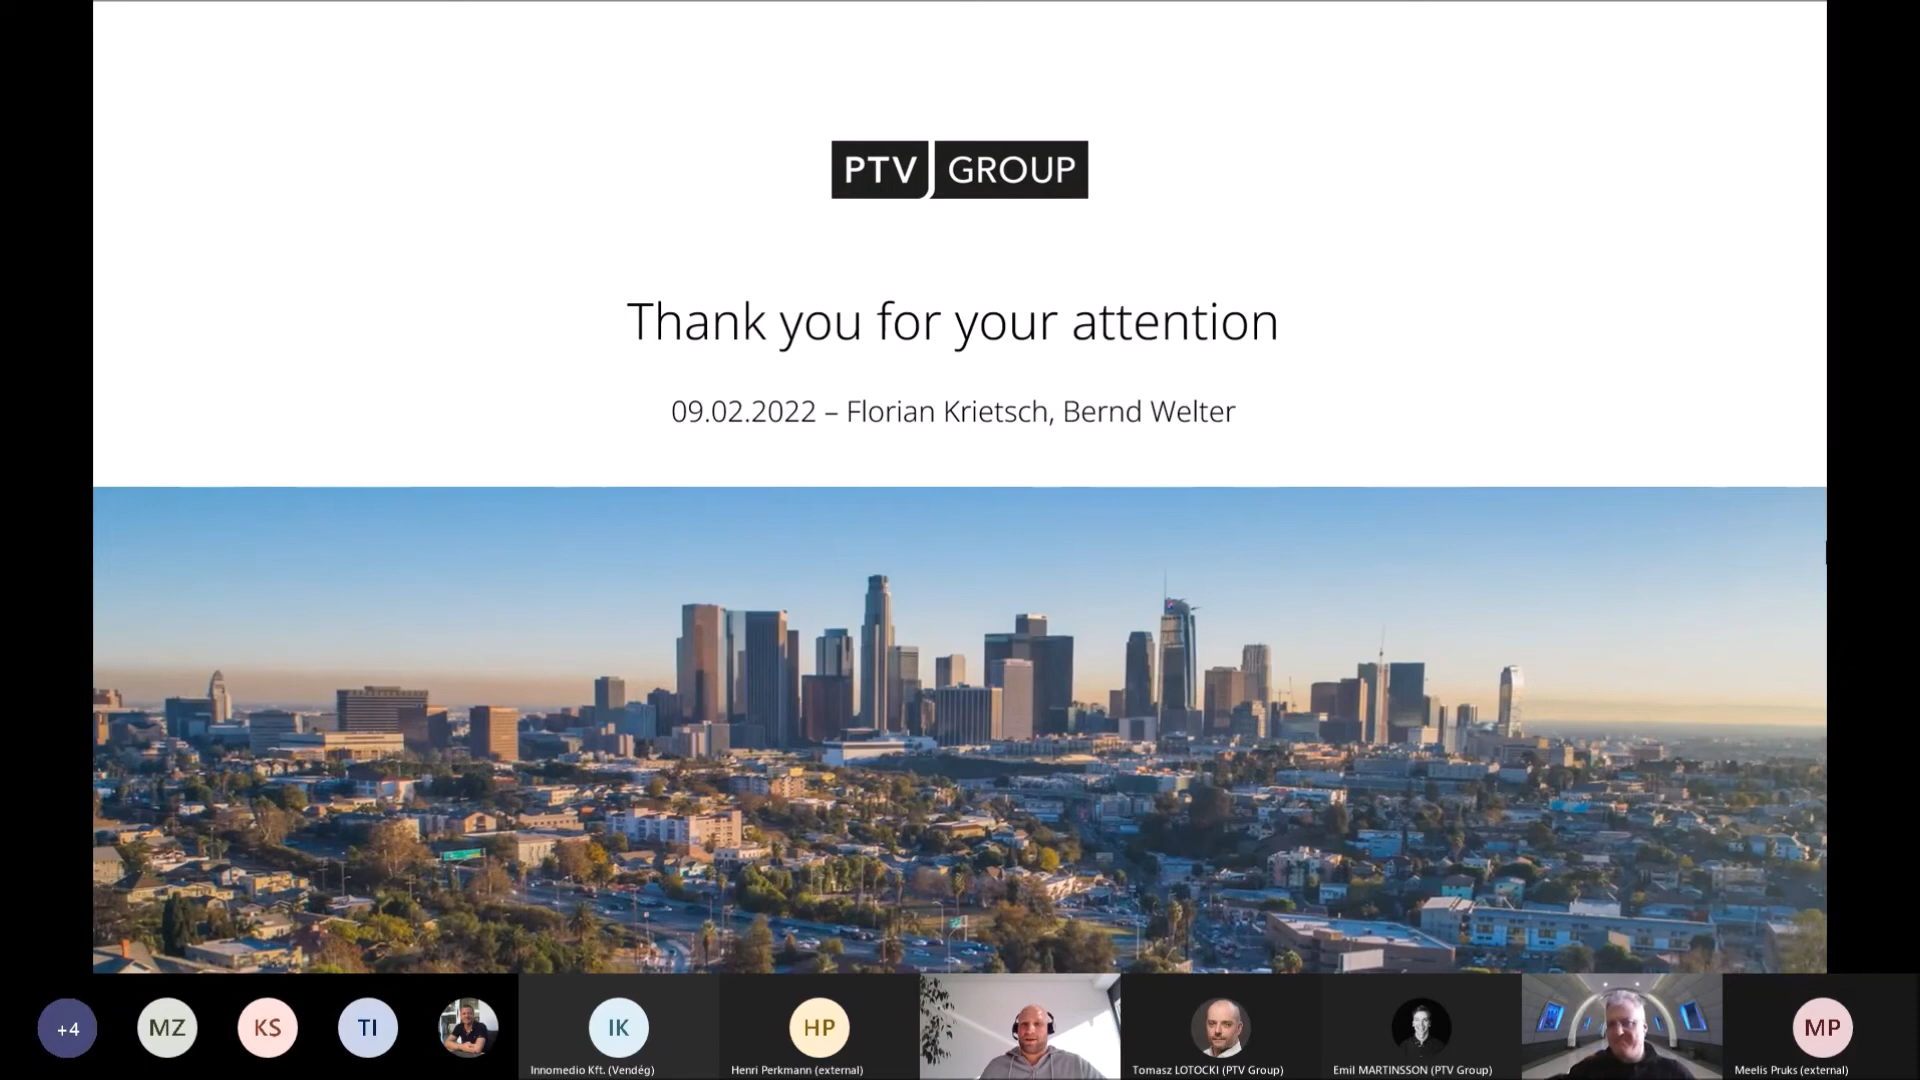 PTV GROUP
Thank you for your attention
09.02.2022 – Florian Krietsch, Bernd Welter
+4
MZ
KS
TI
IK
HP
MP
Innomedio Kft. (Vendég)
Henri Perkmann (external)
Tomasz LOTOCKI (PTV Group)
Emil MARTINSSON (PTV Group)
Meelis Pruks (external)